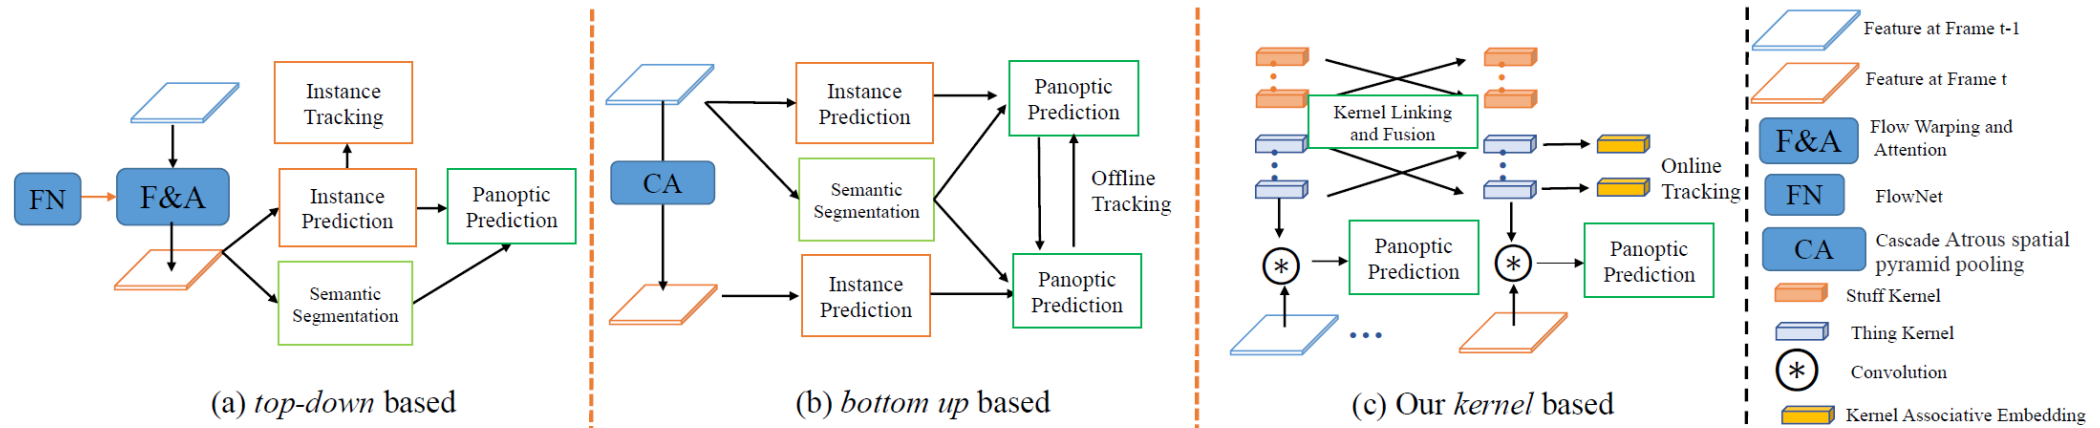 Instance
Tracking
FN
F&A
Instance
Prediction
Panoptic
Prediction
Semantic
Segmentation
(a) top-down based
CA
Instance
Prediction
Semantic
Segmentation
Instance
Prediction
Panoptic
Prediction
Offline
Tracking
Panoptic
Prediction
(b) bottom up based
Kernel Linking
and Fusion
Online
Tracking
Panoptic
Prediction
Panoptic
Prediction
(c) Our kernel based
Feature at Frame t-1
Feature at Frame t
F&A
Flow Warping and
Attention
FN
FlowNet
CA
Cascade Atrous spatial
pyramid pooling
Stuff Kernel
Thing Kernel
Convolution
Kernel Associative Embedding